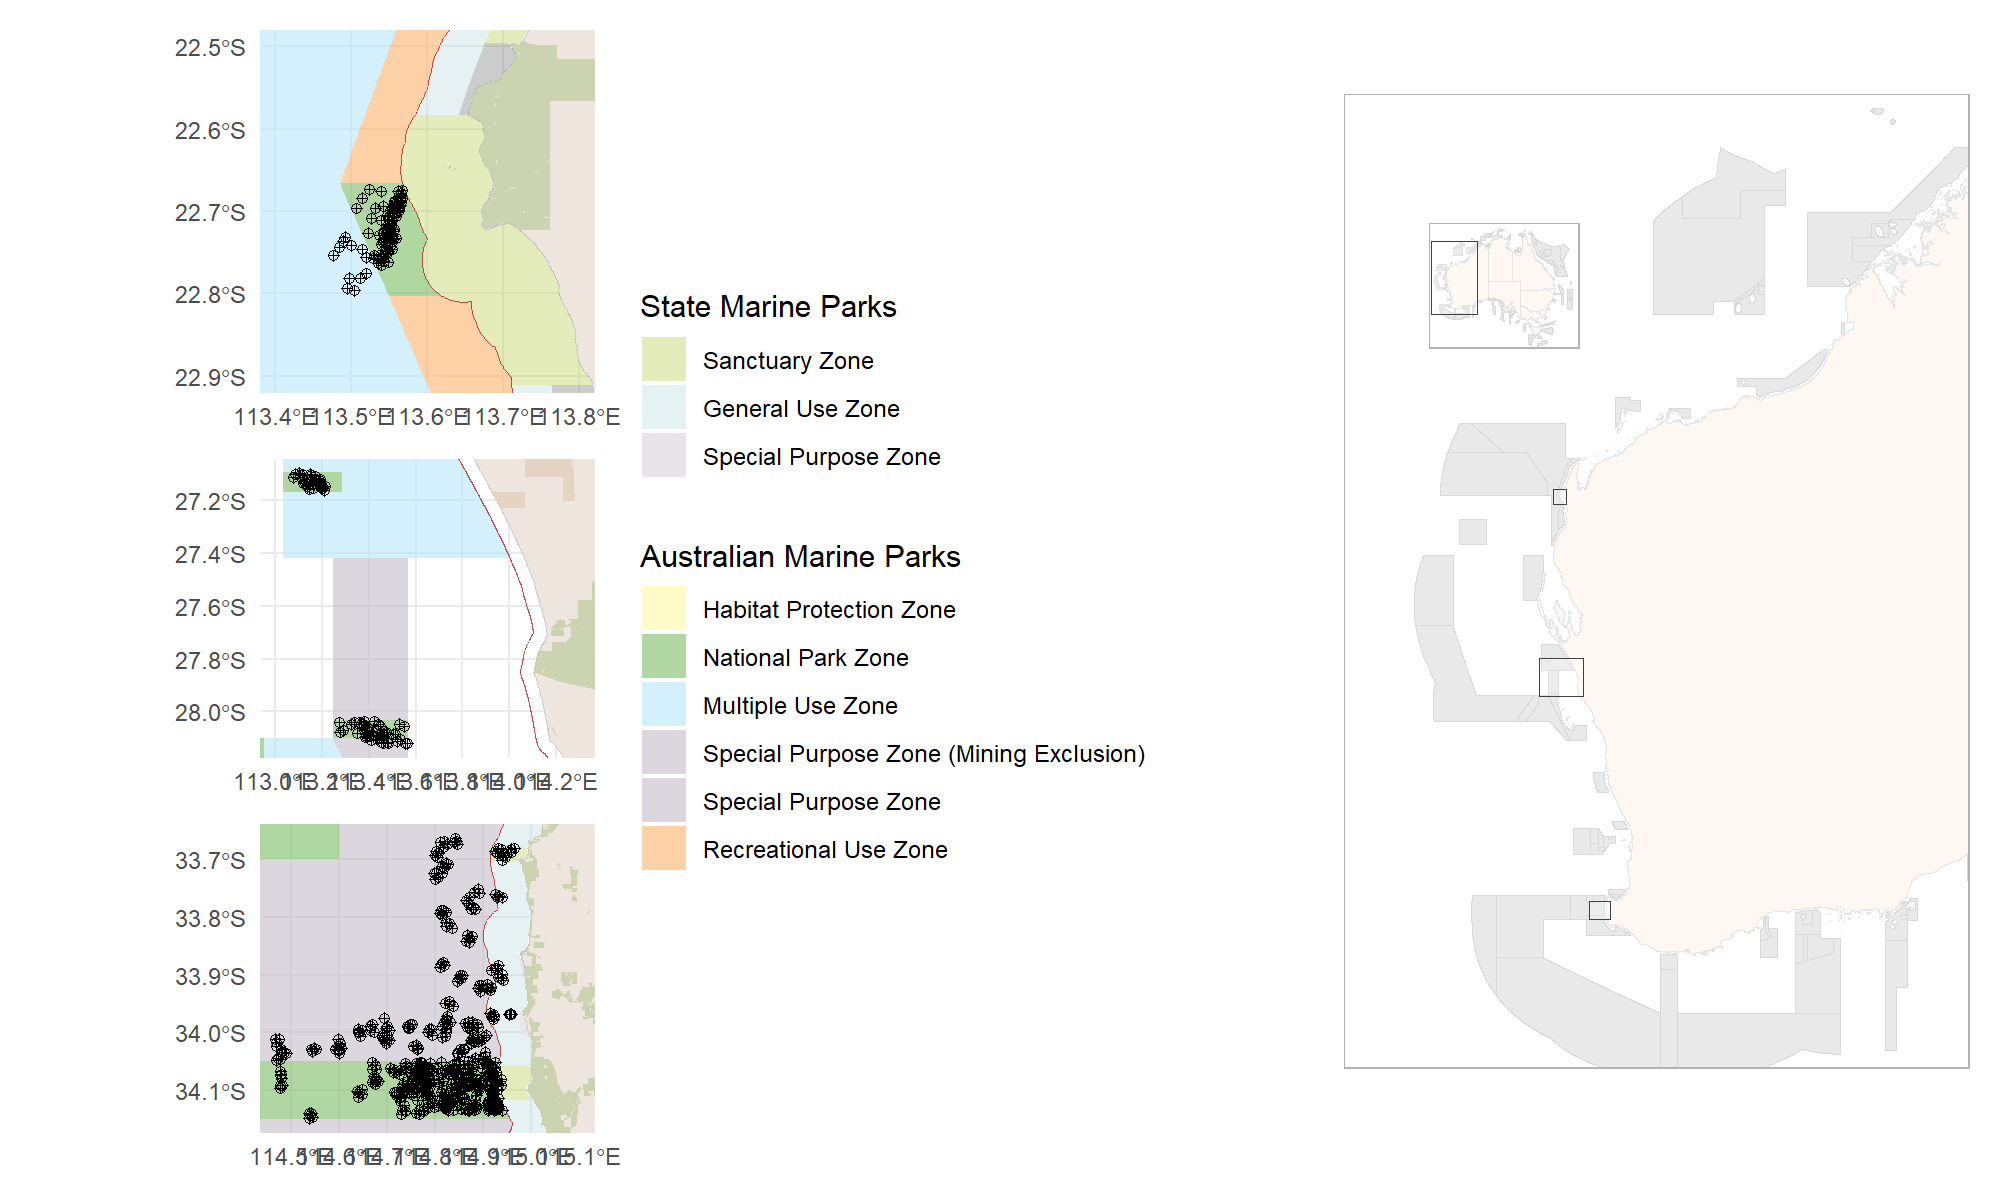 22.5°S
22.6°S
22.7°S
22.8°S
22.9°S
113.4°E 113.5°E 113.6°E 113.7°E 113.8°E
27.2°S
27.4°S
27.6°S
27.8°S
28.0°S
113.0°E 113.2°E 113.4°E 113.6°E 113.8°E 114.0°E 114.2°E
33.7°S
33.8°S
33.9°S
34.0°S
34.1°S
114.5°E 114.6°E 114.7°E 114.8°E 114.9°E 115.0°E 115.1°E
State Marine Parks
Sanctuary Zone
General Use Zone
Special Purpose Zone
Australian Marine Parks
Habitat Protection Zone
National Park Zone
Multiple Use Zone
Special Purpose Zone (Mining Exclusion)
Special Purpose Zone
Recreational Use Zone